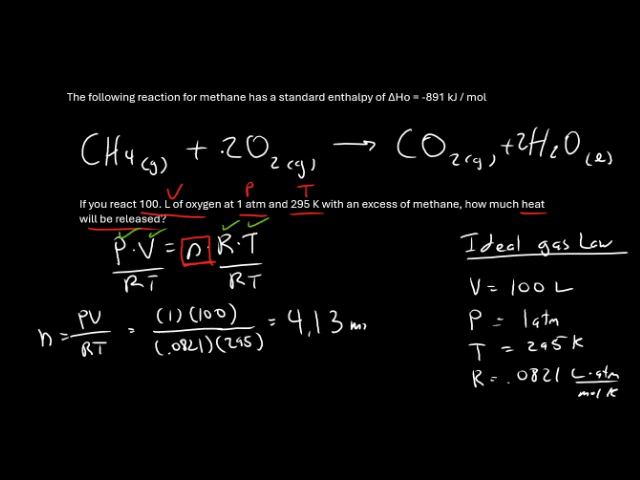 The following reaction for methane has a standard enthalpy of ΔHo = -891 kJ / mol
CH4(g) + 2O2(g) → CO2(g) + 2H2O(l)
V P T
If you react 100. L of oxygen at 1 atm and 295 K with an excess of methane, how much heat
will be released?
P·V = n·R·T
RT RT
Ideal gas Law
V = 100 L
P = 1 atm
T = 295 K
R = .0821 L·atm
mol K
n = PV = (1)(100) = 4.13 m
RT (.0821)(295)